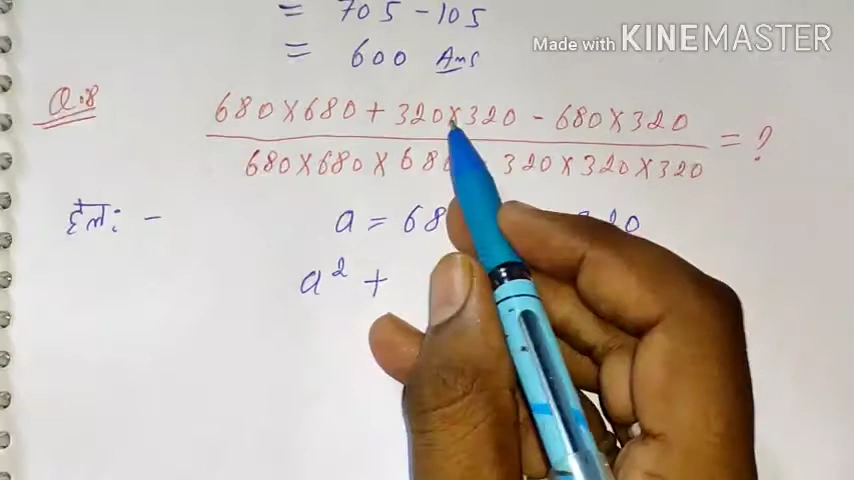 = 705 - 105
= 600 Ans
Made with KINEMASTER
Q.8
680×680 + 320×320 - 680×320
680×680×680 320×320×320 = ?
हल: -
a = 68 320
a² +